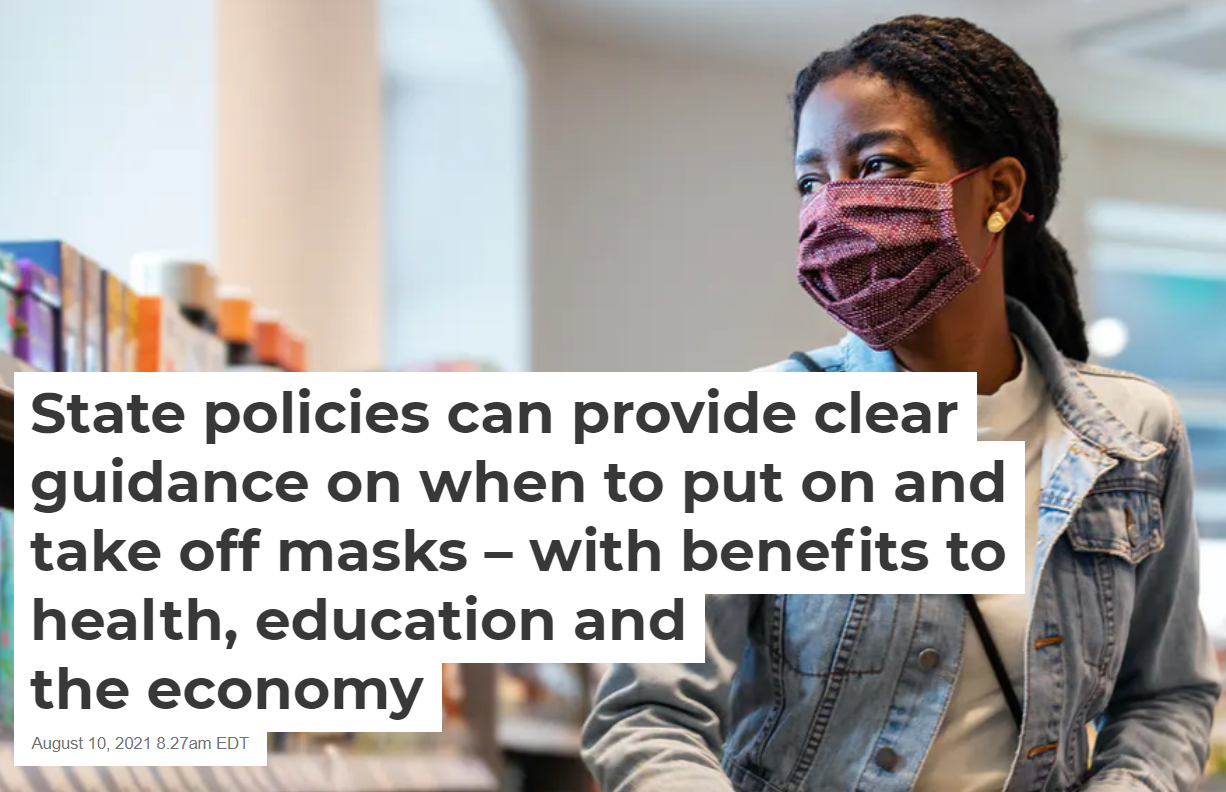 State policies can provide clear
guidance on when to put on and
take off masks – with benefits to
health, education and
the economy
August 10, 2021 8.27am EDT